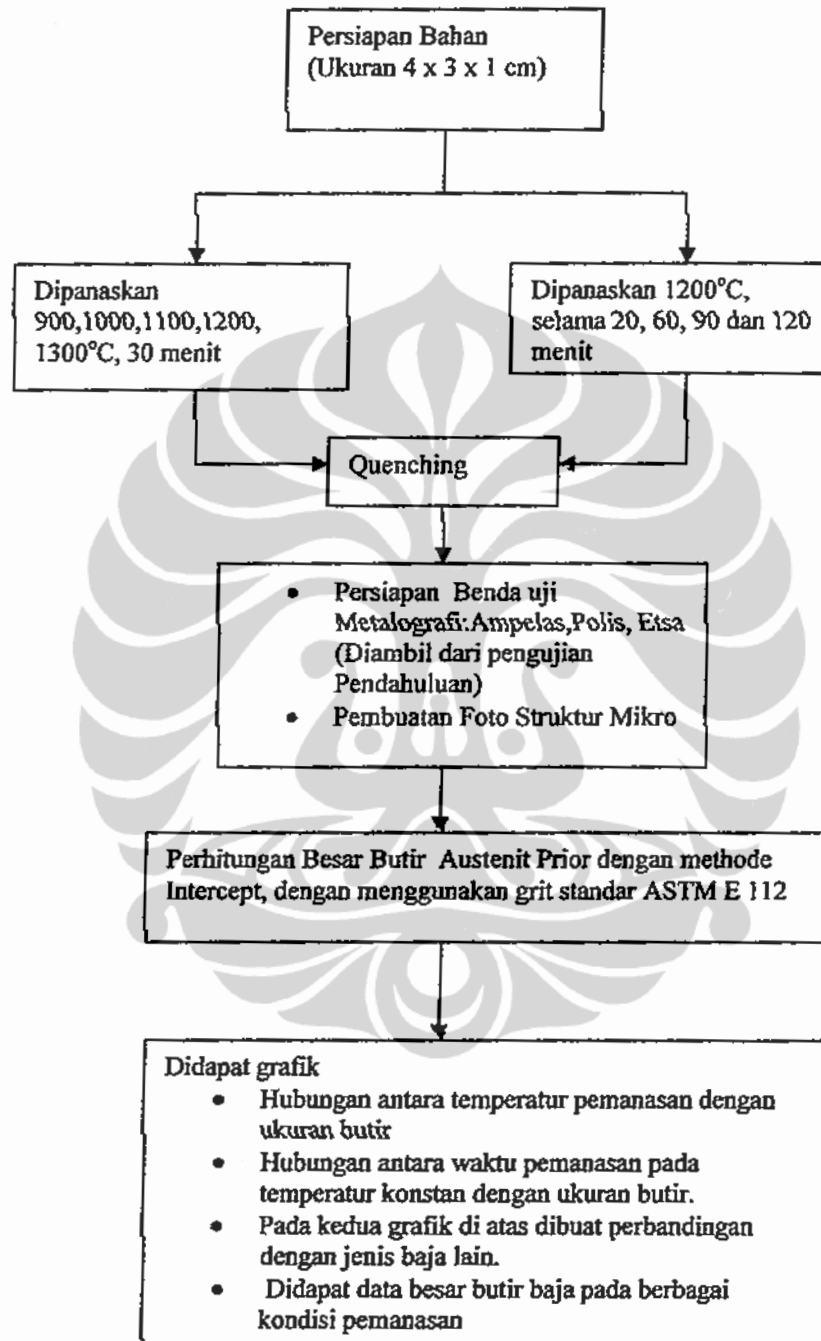 Persiapan Bahan
(Ukuran 4 x 3 x 1 cm)
Dipanaskan
900,1000,1100,1200,
1300°C, 30 menit
Dipanaskan 1200°C,
selama 20, 60, 90 dan 120
menit
Quenching
• Persiapan Benda uji
Metalografi:Ampelas,Polis, Etsa
(Diambil dari pengujian
Pendahuluan)
• Pembuatan Foto Struktur Mikro
Perhitungan Besar Butir Austenit Prior dengan methode
Intercept, dengan menggunakan grit standar ASTM E 112
Didapat grafik
• Hubungan antara temperatur pemanasan dengan
ukuran butir
• Hubungan antara waktu pemanasan pada
temperatur konstan dengan ukuran butir.
• Pada kedua grafik di atas dibuat perbandingan
dengan jenis baja lain.
• Didapat data besar butir baja pada berbagai
kondisi pemanasan